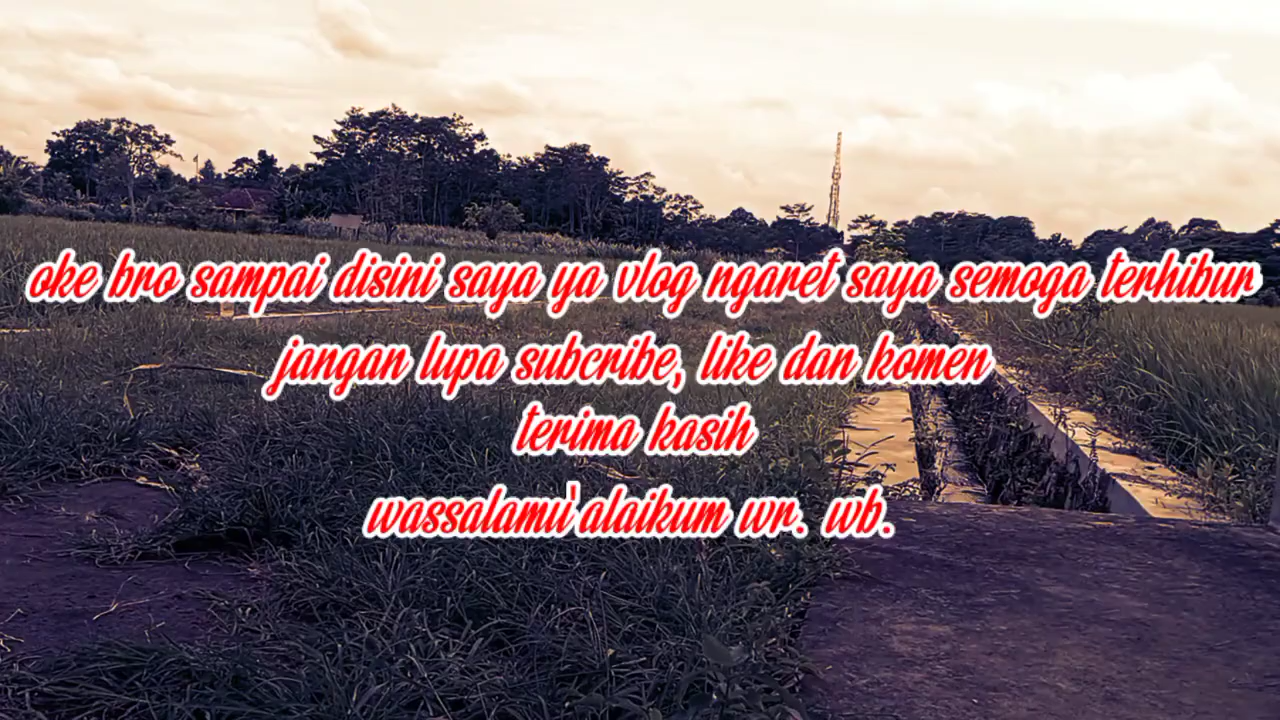 oke bro sampai disini saya ya vlog ngaret saya semoga terhibur
jangan lupa subcribe, like dan komen
terima kasih
wassalamu'alaikum wr. wb.